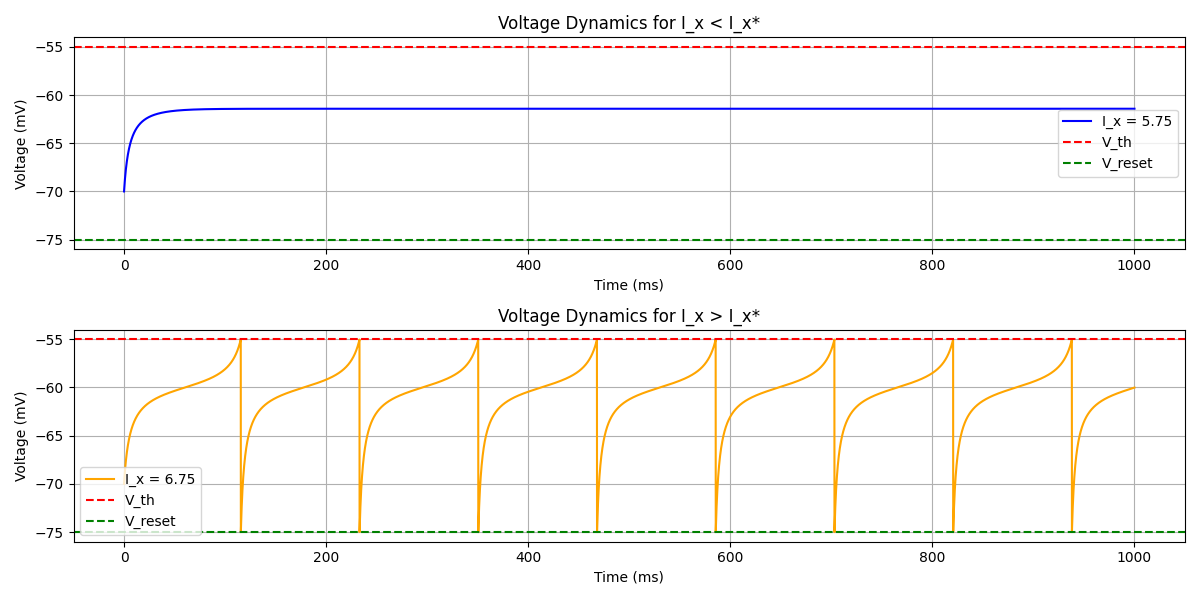 Voltage Dynamics for I_x < I_x*
Voltage (mV)
−55
−60
−65
−70
−75
0
200
400
600
800
1000
Time (ms)
I_x = 5.75
V_th
V_reset
Voltage Dynamics for I_x > I_x*
Voltage (mV)
−55
−60
−65
−70
−75
0
200
400
600
800
1000
Time (ms)
I_x = 6.75
V_th
V_reset